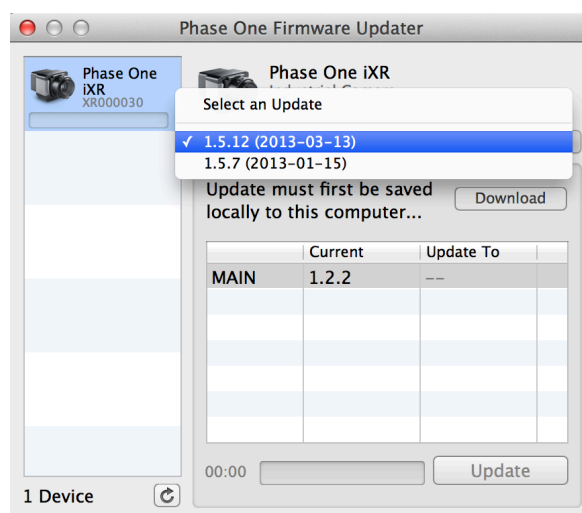 Phase One Firmware Updater
Phase One
iXR
XR000030
Phase One iXR
Select an Update
✓ 1.5.12 (2013-03-13)
1.5.7 (2013-01-15)
Update must first be saved
locally to this computer...
Download
Current Update To
MAIN 1.2.2 --
00:00 Update
1 Device